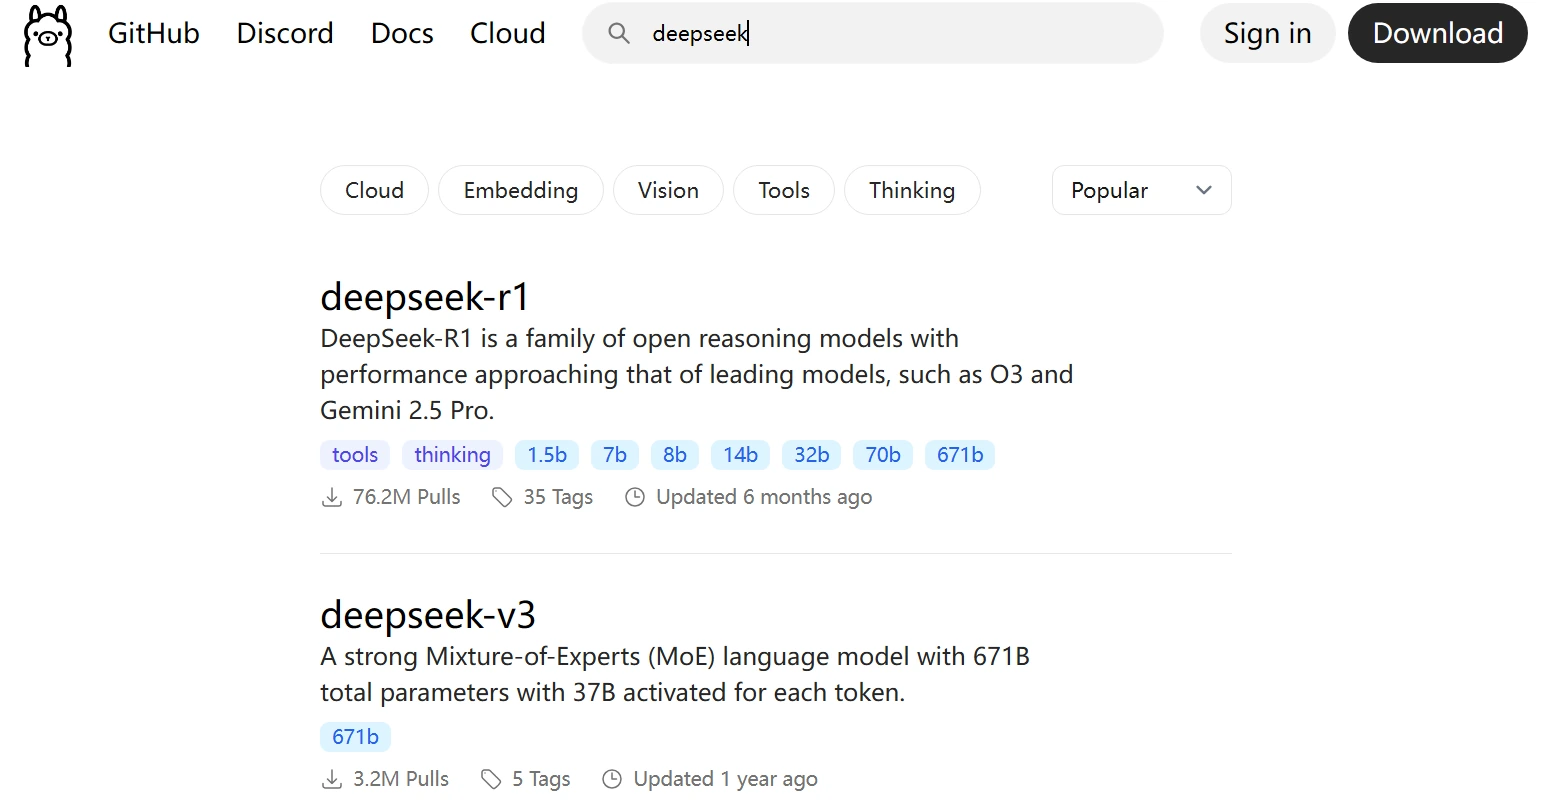 GitHub Discord Docs Cloud deepseek Sign in Download
Cloud Embedding Vision Tools Thinking Popular
deepseek-r1
DeepSeek-R1 is a family of open reasoning models with
performance approaching that of leading models, such as O3 and
Gemini 2.5 Pro.
tools thinking 1.5b 7b 8b 14b 32b 70b 671b
76.2M Pulls 35 Tags Updated 6 months ago
deepseek-v3
A strong Mixture-of-Experts (MoE) language model with 671B
total parameters with 37B activated for each token.
671b
3.2M Pulls 5 Tags Updated 1 year ago